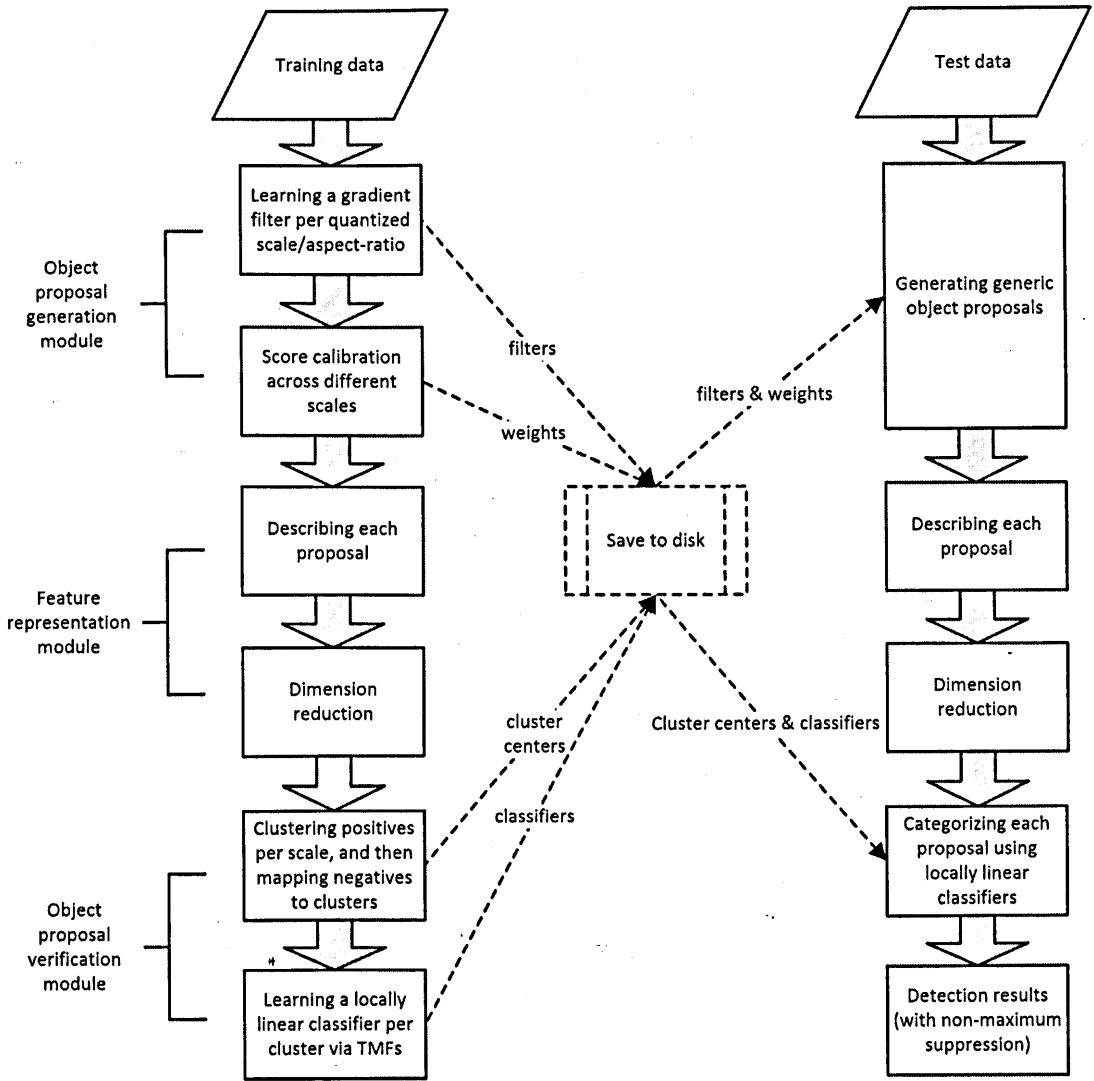 Training data
Learning a gradient
filter per quantized
scale/aspect-ratio
Object
proposal
generation
module
Score calibration
across different
scales
Describing each
proposal
Feature
representation
module
Dimension
reduction
Clustering positives
per scale, and then
mapping negatives
to clusters
Object
proposal
verification
module
Learning a locally
linear classifier per
cluster via TMFs
filters
weights
Save to disk
cluster
centers
classifiers
filters & weights
Cluster centers & classifiers
Test data
Generating generic
object proposals
Describing each
proposal
Dimension
reduction
Categorizing each
proposal using
locally linear
classifiers
Detection results
(with non-maximum
suppression)